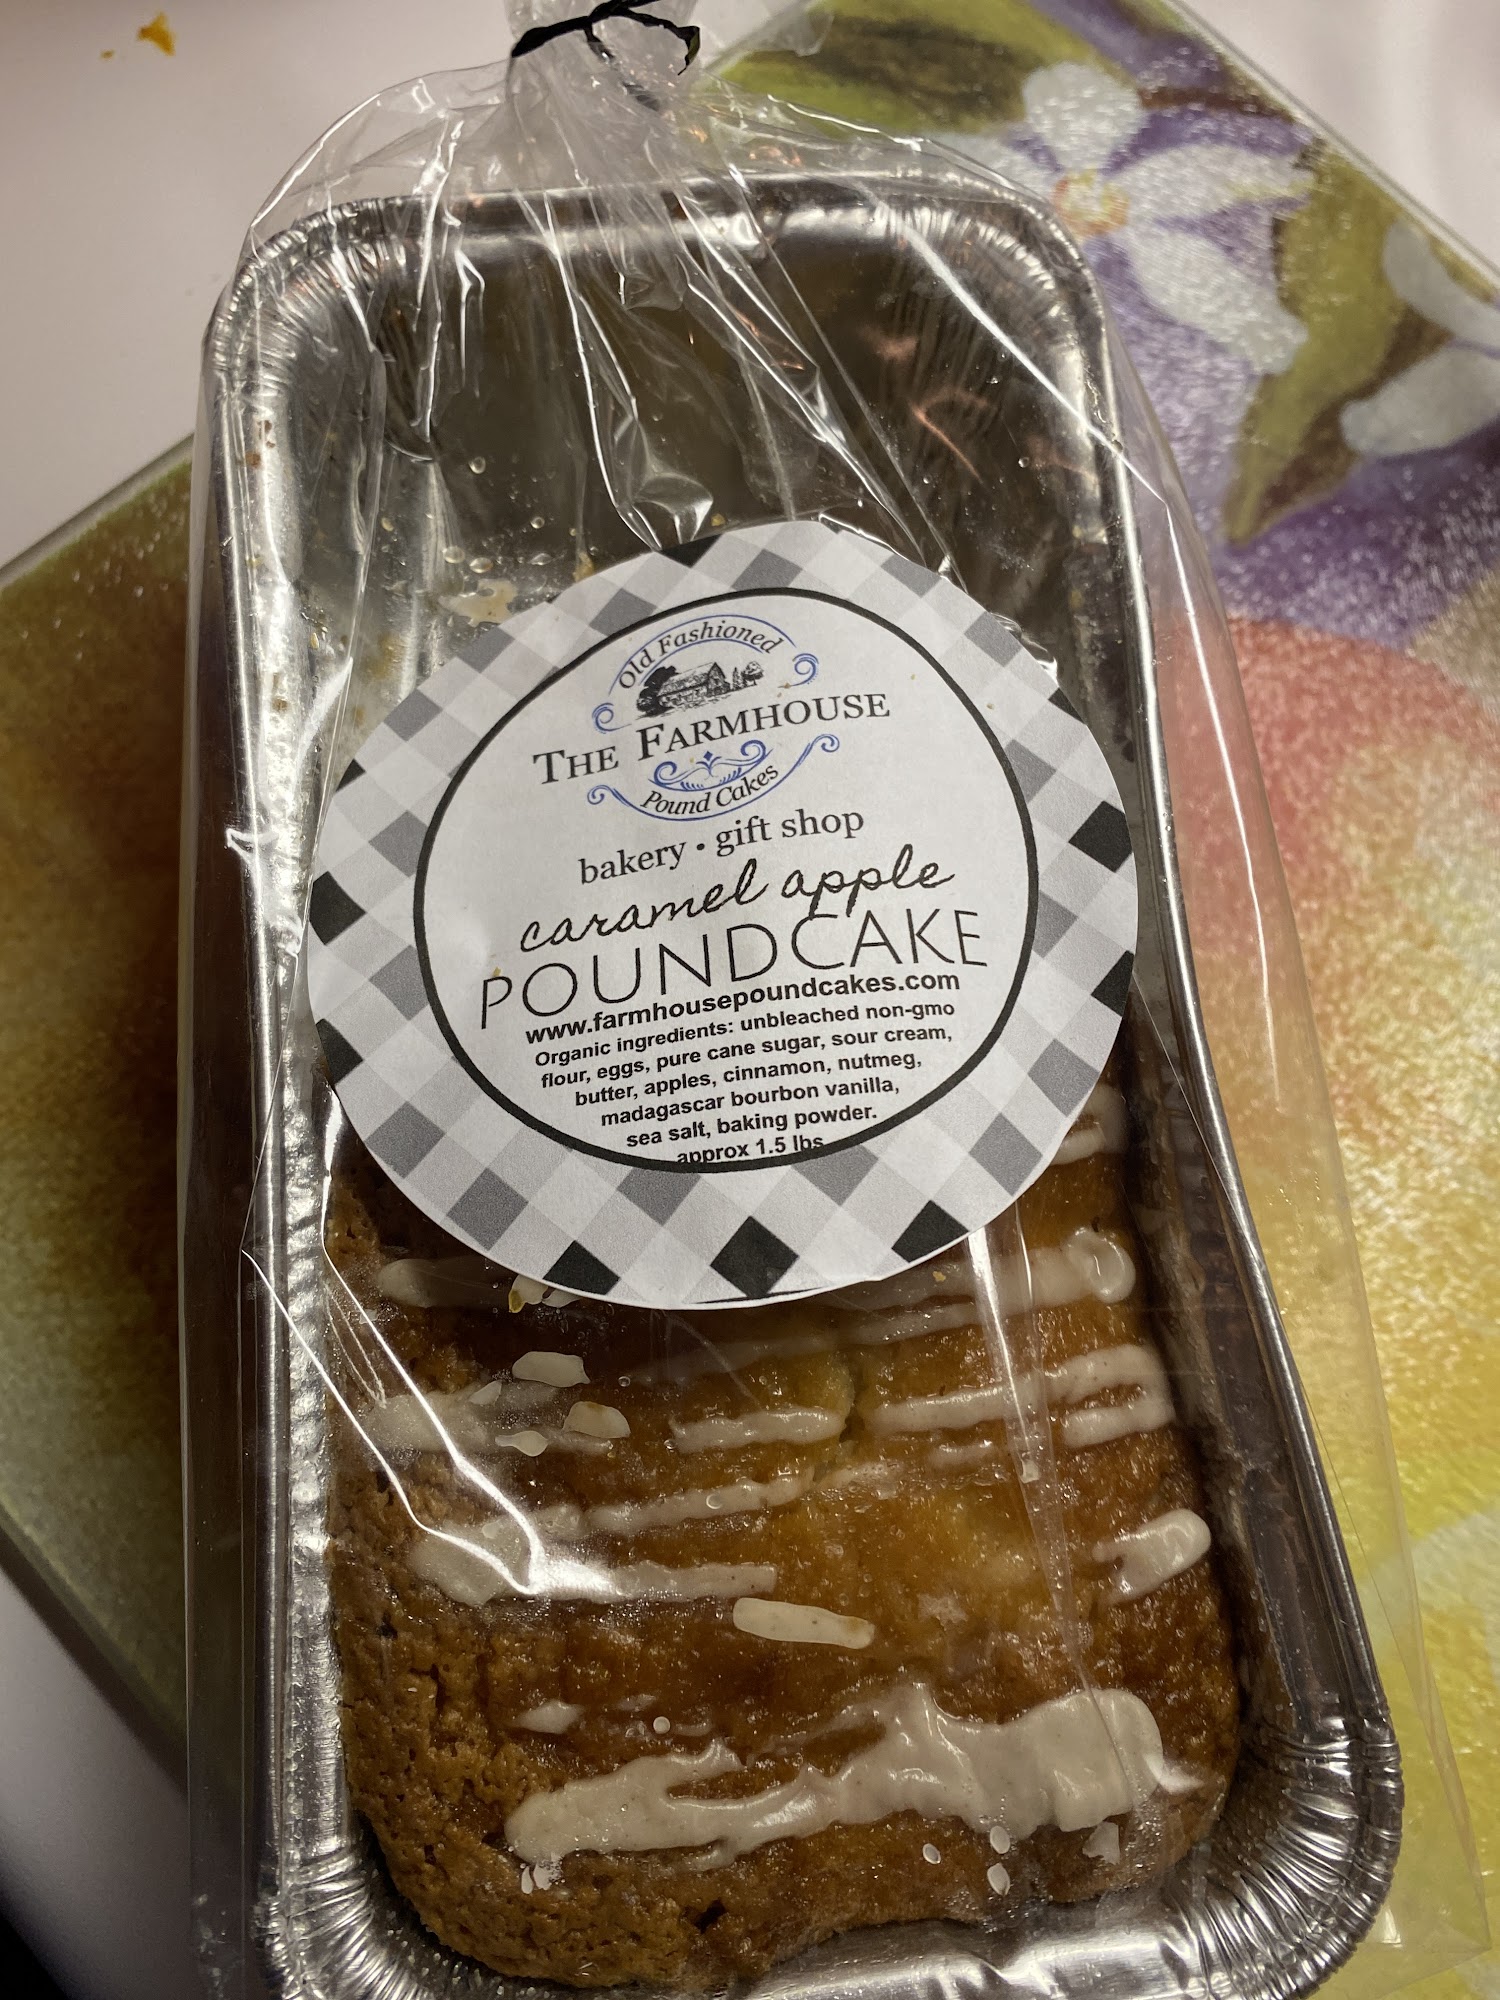 Old Fashioned
THE FARMHOUSE
Pound Cakes
bakery • gift shop
caramel apple
POUNDCAKE
www.farmhousepoundcakes.com
Organic ingredients: unbleached non-gmo
flour, eggs, pure cane sugar, sour cream,
butter, apples, cinnamon, nutmeg,
madagascar bourbon vanilla,
sea salt, baking powder.
approx 1.5 lbs